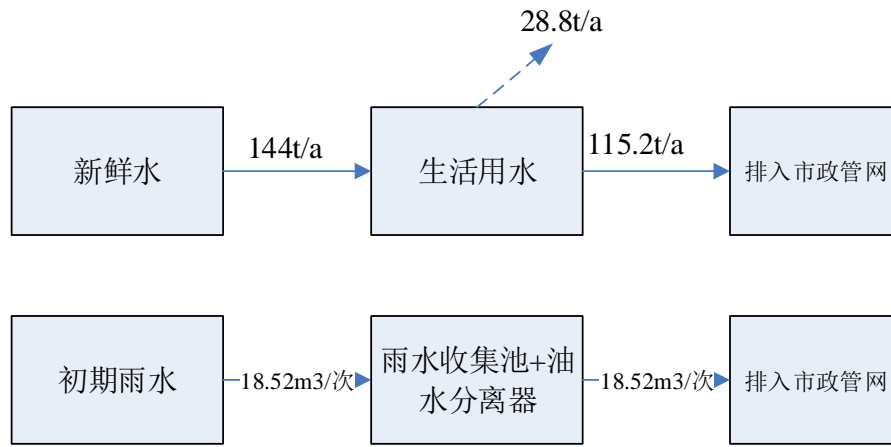 28.8t/a
新鲜水
144t/a
生活用水
115.2t/a
排入市政管网
初期雨水
18.52m3/次
雨水收集池+油
水分离器
18.52m3/次
排入市政管网